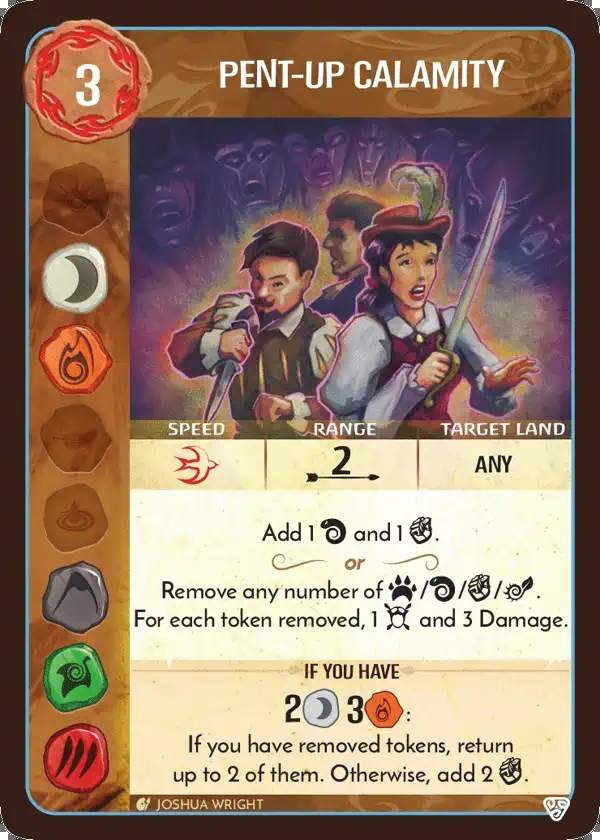 3
PENT-UP CALAMITY
SPEED RANGE TARGET LAND
2 ANY
Add 1 and 1 .
or
Remove any number of / / / .
For each token removed, 1 and 3 Damage.
IF YOU HAVE
2 3 :
If you have removed tokens, return
up to 2 of them. Otherwise, add 2 .
JOSHUA WRIGHT